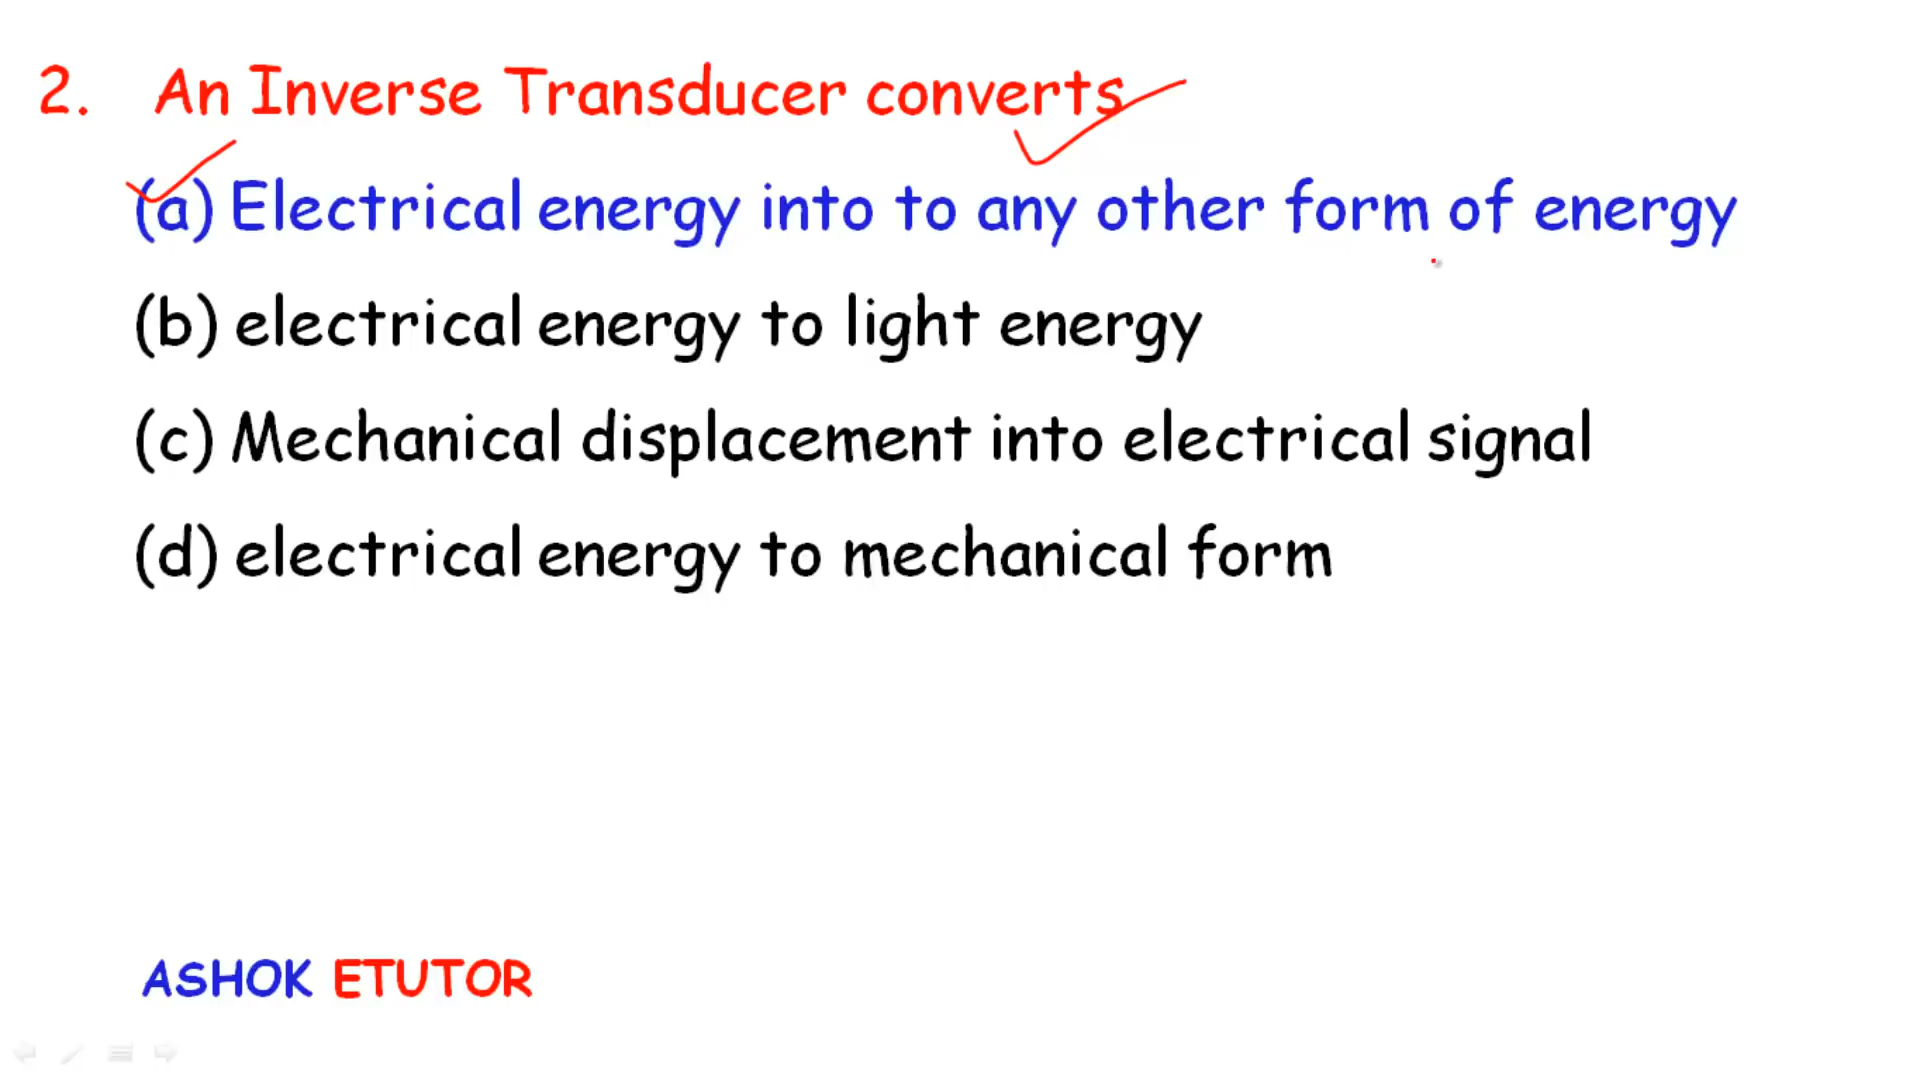 2. An Inverse Transducer converts
(a) Electrical energy into to any other form of energy
(b) electrical energy to light energy
(c) Mechanical displacement into electrical signal
(d) electrical energy to mechanical form
ASHOK ETUTOR